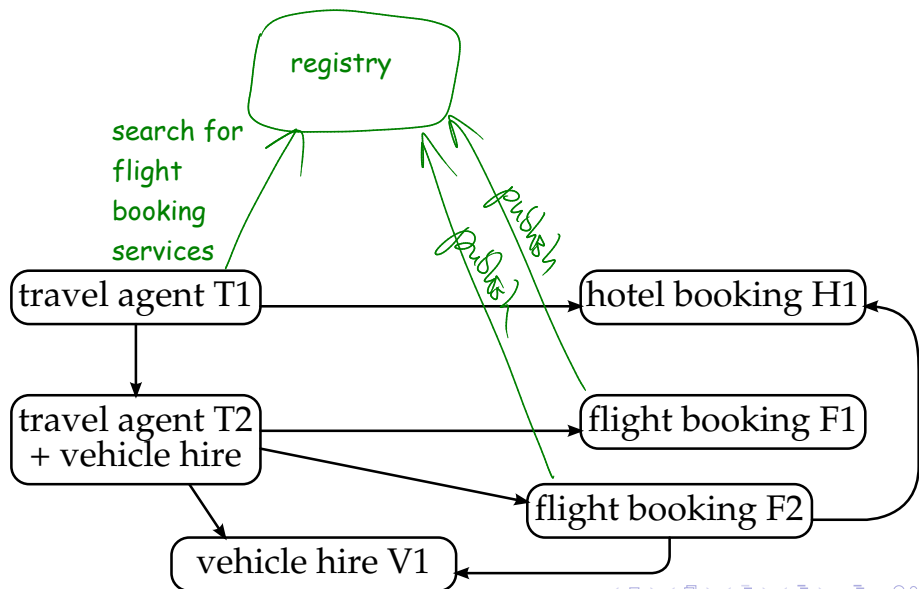 registry
search for
flight
booking
services
publish
publish
travel agent T1
hotel booking H1
travel agent T2
+ vehicle hire
flight booking F1
flight booking F2
vehicle hire V1